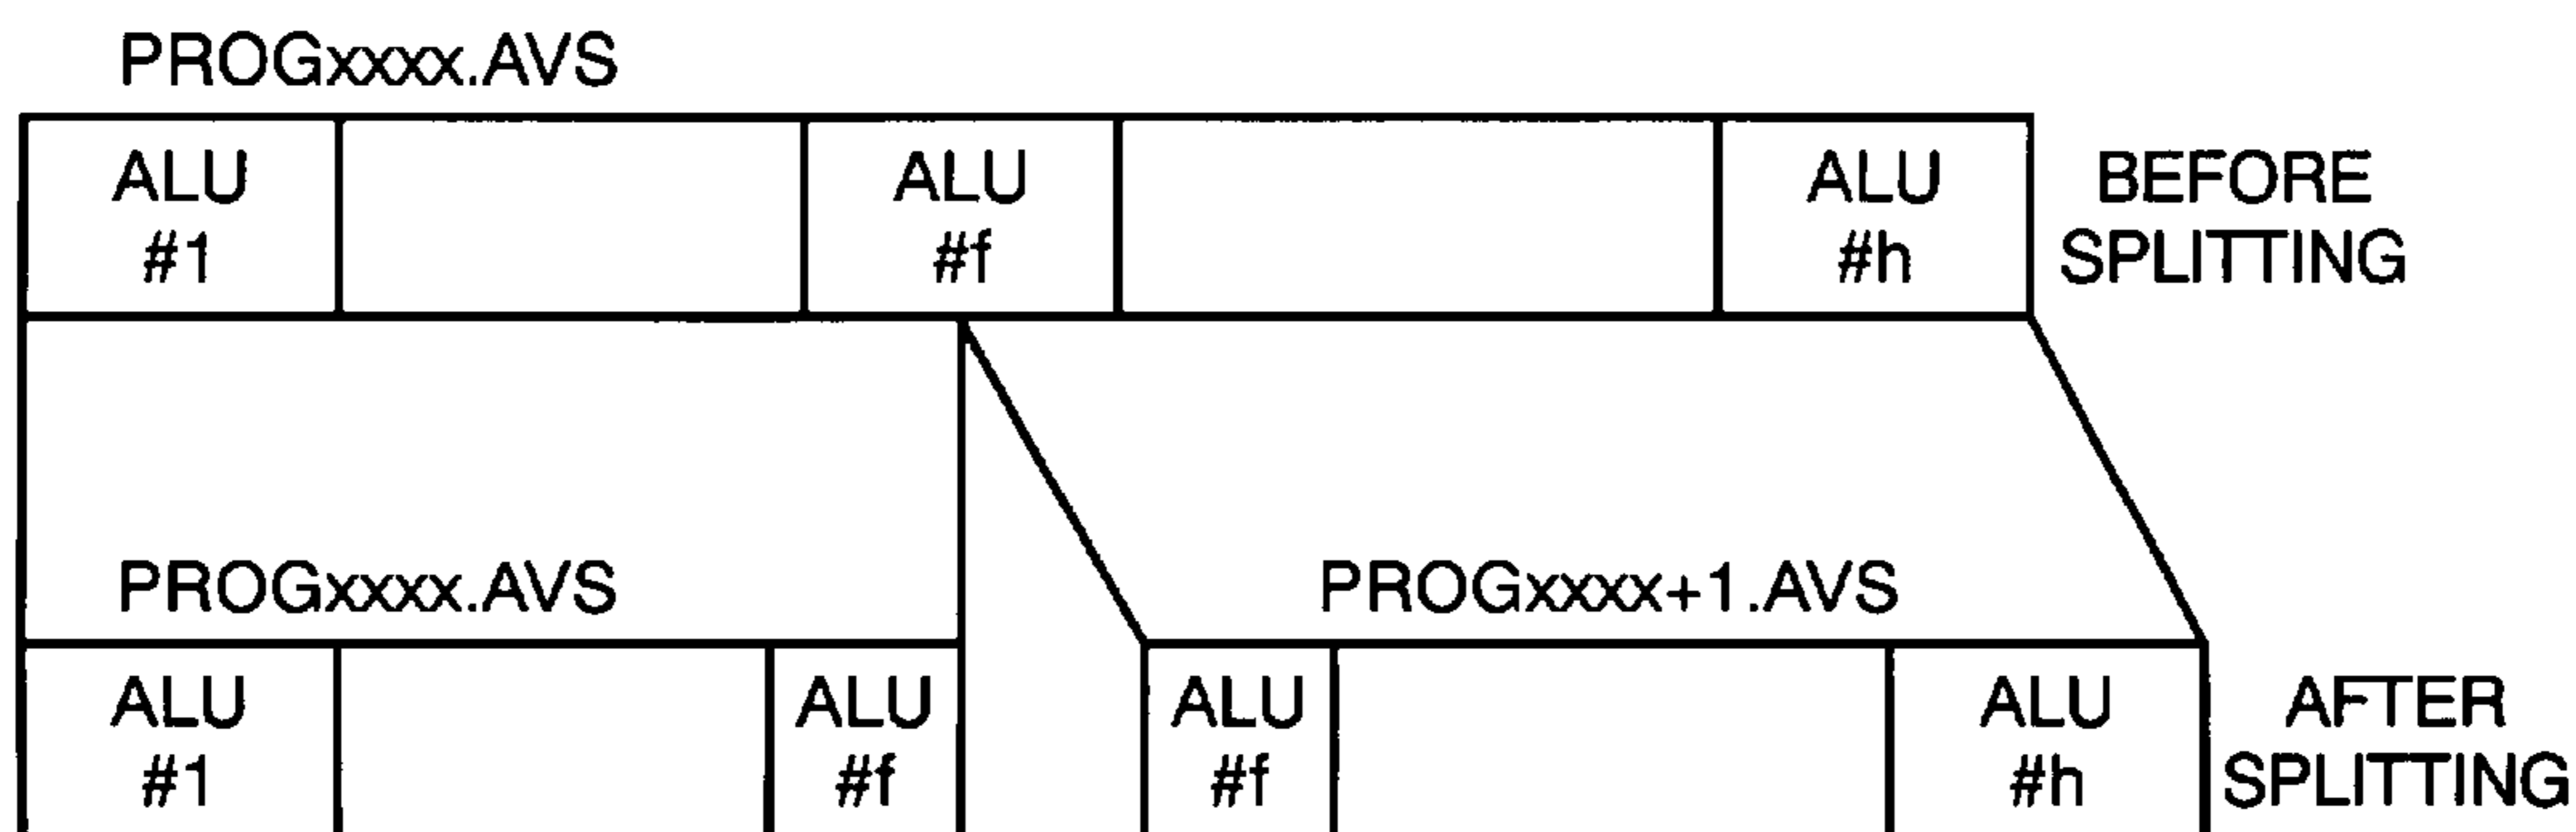 PROGxxxx.AVS
ALU
#1
ALU
#f
ALU
#h
BEFORE
SPLITTING
PROGxxxx.AVS
PROGxxxx+1.AVS
ALU
#1
ALU
#f
ALU
#f
ALU
#h
AFTER
SPLITTING